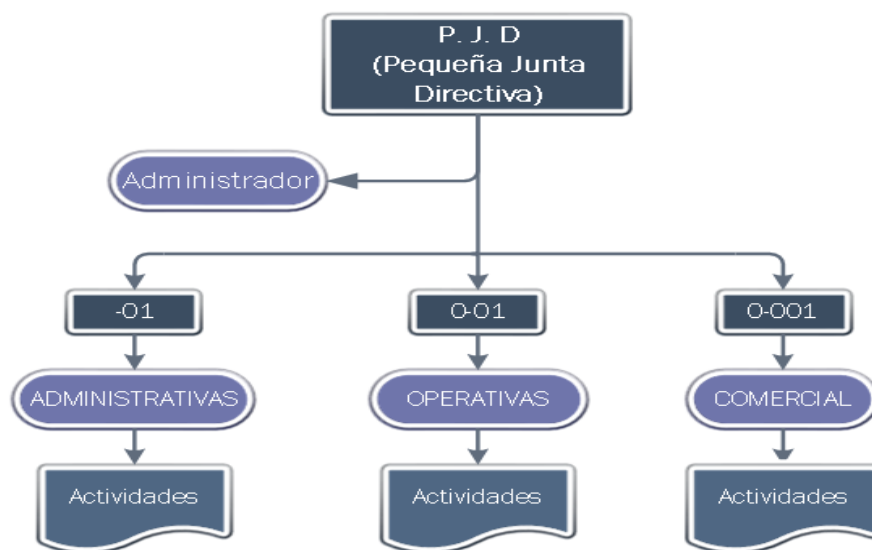 P. J. D
(Pequeña Junta
Directiva)
Administrador
-01
0-01
0-001
ADMINISTRATIVAS
OPERATIVAS
COMERCIAL
Actividades
Actividades
Actividades